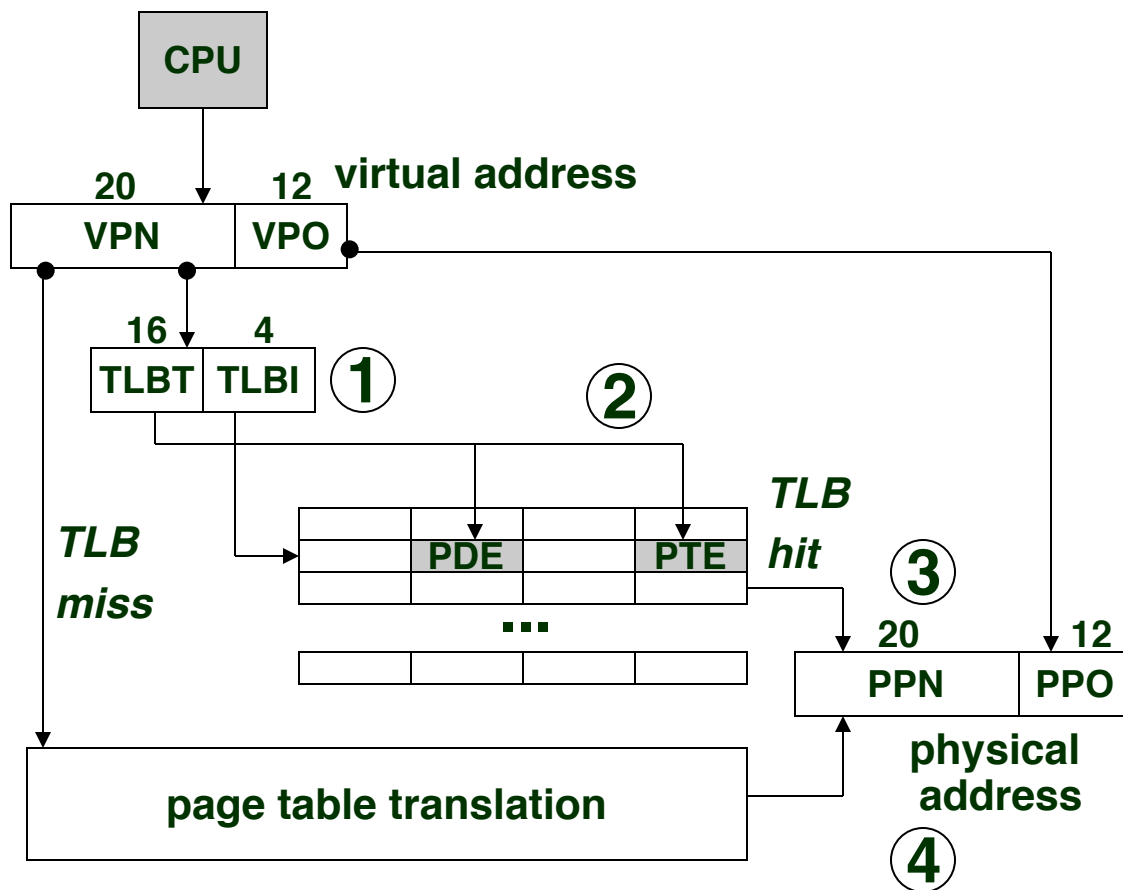 CPU
virtual address
20 12
VPN VPO
16 4
TLBT TLBI
1
2
TLB
hit
PDE PTE
TLB
miss
3
...
20 12
PPN PPO
physical
address
page table translation
4